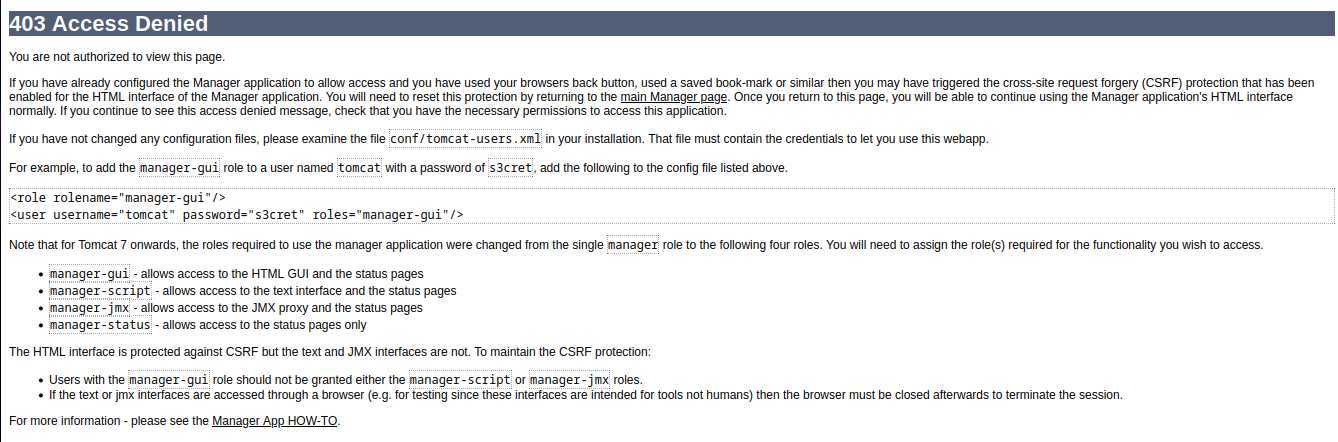 403 Access Denied
You are not authorized to view this page.
If you have already configured the Manager application to allow access and you have used your browsers back button, used a saved book-mark or similar then you may have triggered the cross-site request forgery (CSRF) protection that has been
enabled for the HTML interface of the Manager application. You will need to reset this protection by returning to the main Manager page. Once you return to this page, you will be able to continue using the Manager application's HTML interface
normally. If you continue to see this access denied message, check that you have the necessary permissions to access this application.
If you have not changed any configuration files, please examine the file conf/tomcat-users.xml in your installation. That file must contain the credentials to let you use this webapp.
For example, to add the manager-gui role to a user named tomcat with a password of s3cret, add the following to the config file listed above.
<role rolename="manager-gui"/>
<user username="tomcat" password="s3cret" roles="manager-gui"/>
Note that for Tomcat 7 onwards, the roles required to use the manager application were changed from the single manager role to the following four roles. You will need to assign the role(s) required for the functionality you wish to access.
• manager-gui - allows access to the HTML GUI and the status pages
• manager-script - allows access to the text interface and the status pages
• manager-jmx - allows access to the JMX proxy and the status pages
• manager-status - allows access to the status pages only
The HTML interface is protected against CSRF but the text and JMX interfaces are not. To maintain the CSRF protection:
• Users with the manager-gui role should not be granted either the manager-script or manager-jmx roles.
• If the text or jmx interfaces are accessed through a browser (e.g. for testing since these interfaces are intended for tools not humans) then the browser must be closed afterwards to terminate the session.
For more information - please see the Manager App HOW-TO.